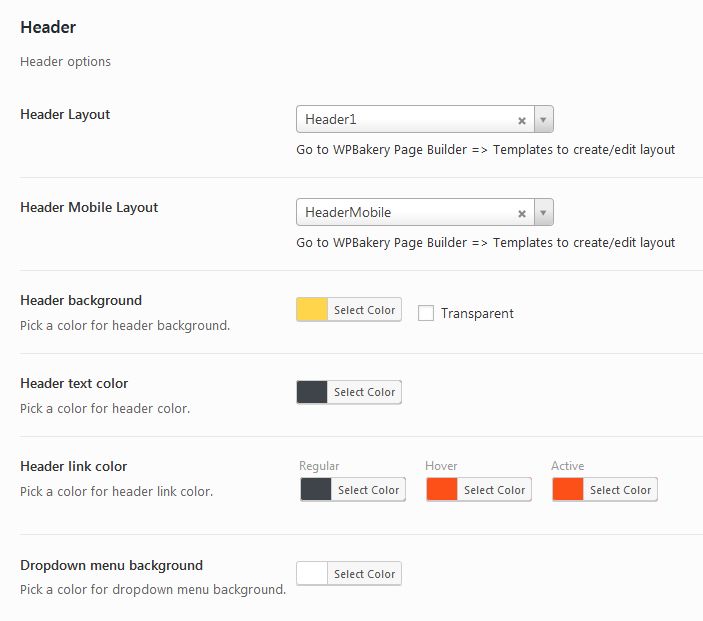 Header
Header options
Header Layout
Header1
Go to WPBakery Page Builder => Templates to create/edit layout
Header Mobile Layout
HeaderMobile
Go to WPBakery Page Builder => Templates to create/edit layout
Header background
Pick a color for header background.
Select Color
Transparent
Header text color
Pick a color for header color.
Select Color
Header link color
Pick a color for header link color.
Regular
Hover
Active
Select Color
Select Color
Select Color
Dropdown menu background
Pick a color for dropdown menu background.
Select Color